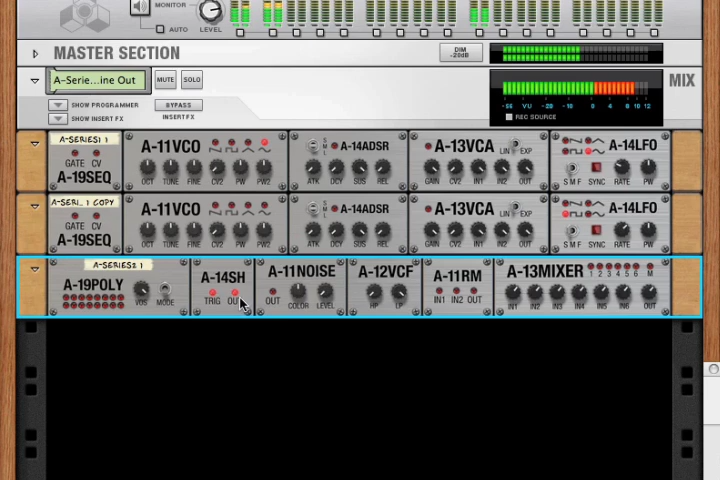 MONITOR
AUTO
LEVEL
MASTER SECTION
DIM
-20dB
A-Serie...ine Out
MUTE
SOLO
MIX
SHOW PROGRAMMER
BYPASS
SHOW INSERT FX
INSERT FX
-56 VU -20 -10 0 4 8 10 12
REC SOURCE
A-SERIES1 1
GATE CV
A-19SEQ
A-11VCO
OCT TUNE FINE CV2 PW PW2
S
M
L
A-14ADSR
ATK DCY SUS REL
A-13VCA
LIN EXP
GAIN CV2 IN1 IN2 OUT
A-14LFO
S M F SYNC RATE PW
A-SERI.. 1 COPY
GATE CV
A-19SEQ
A-11VCO
OCT TUNE FINE CV2 PW PW2
S
M
L
A-14ADSR
ATK DCY SUS REL
A-13VCA
LIN EXP
GAIN CV2 IN1 IN2 OUT
A-14LFO
S M F SYNC RATE PW
A-SERIES2 1
A-19POLY
VOS MODE
A-14SH
TRIG OUT
A-11NOISE
OUT COLOR LEVEL
A-12VCF
HP LP
A-11RM
IN1 IN2 OUT
A-13MIXER
1 2 3 4 5 6 M
IN1 IN2 IN3 IN4 IN5 IN6 OUT